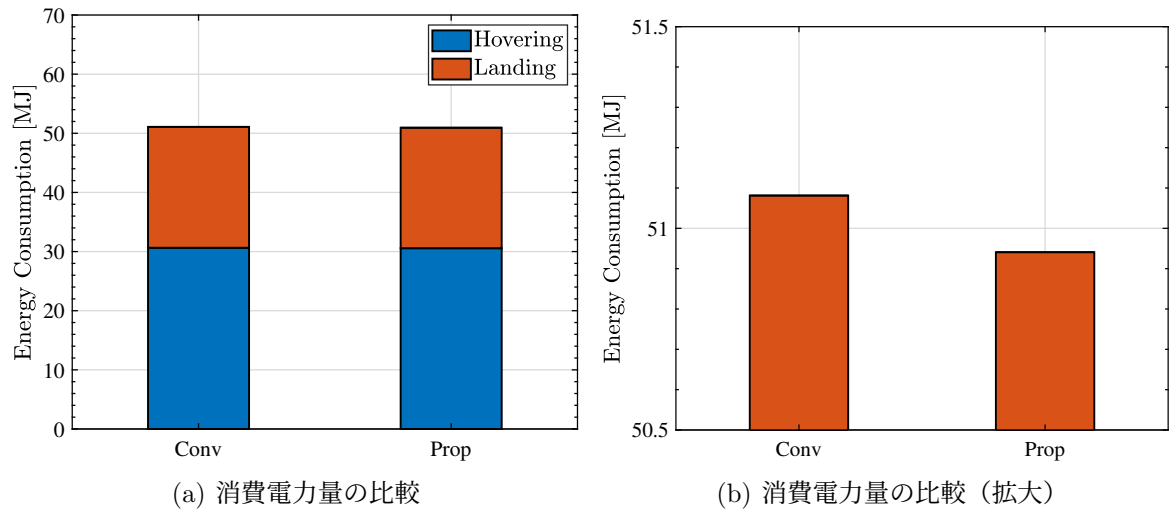 70
60
50
40
30
20
10
0
Energy Consumption [MJ]
Hovering
Landing
Conv
Prop
(a) 消費電力量の比較
51.5
51
50.5
Energy Consumption [MJ]
Conv
Prop
(b) 消費電力量の比較（拡大）